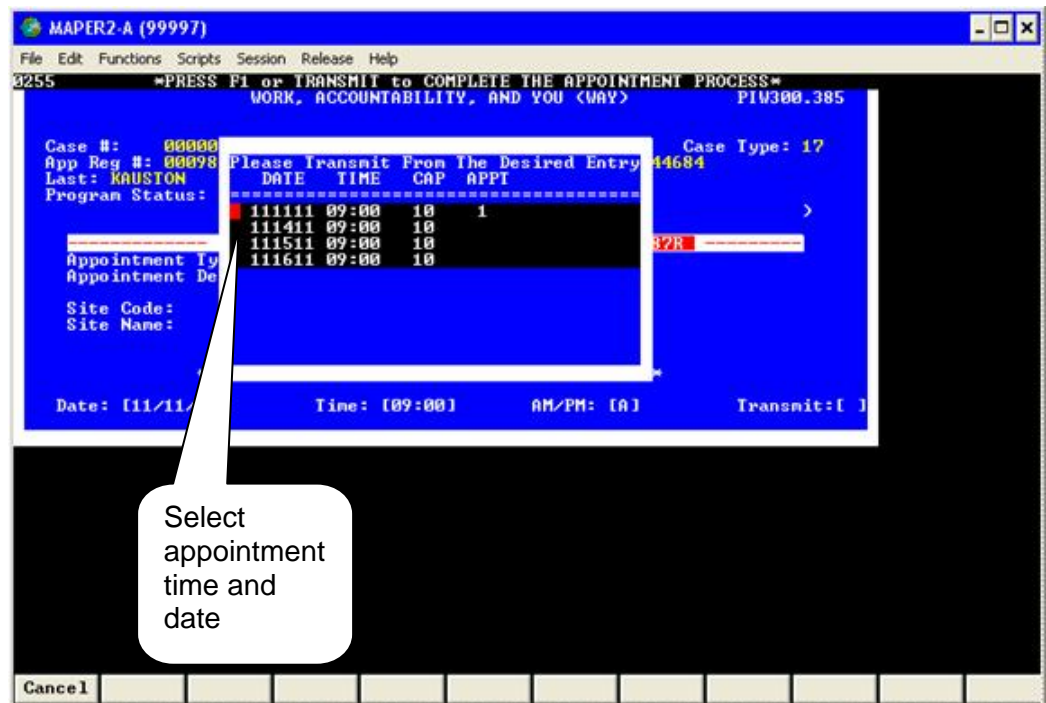 MAPER2-A (99997)
File Edit Functions Scripts Session Release Help
0255 *PRESS F1 or TRANSMIT to COMPLETE THE APPOINTMENT PROCESS*
WORK, ACCOUNTABILITY, AND YOU (WAY) PIW300.385
Case #: 00000 Case Type: 17
App Reg #: 00098 Please Transmit From The Desired Entry 44684
Last: KAUSTON DATE TIME CAP APPT
Program Status: ====================================
111111 09:00 10 1 >
111411 09:00 10
------------- 111511 09:00 10 B?R ---------
Appointment Ty 111611 09:00 10
Appointment De
Site Code:
Site Name:
* *
Date: [11/11/ Time: [09:00] AM/PM: [A] Transmit:[ ]
Select
appointment
time and
date
Cancel